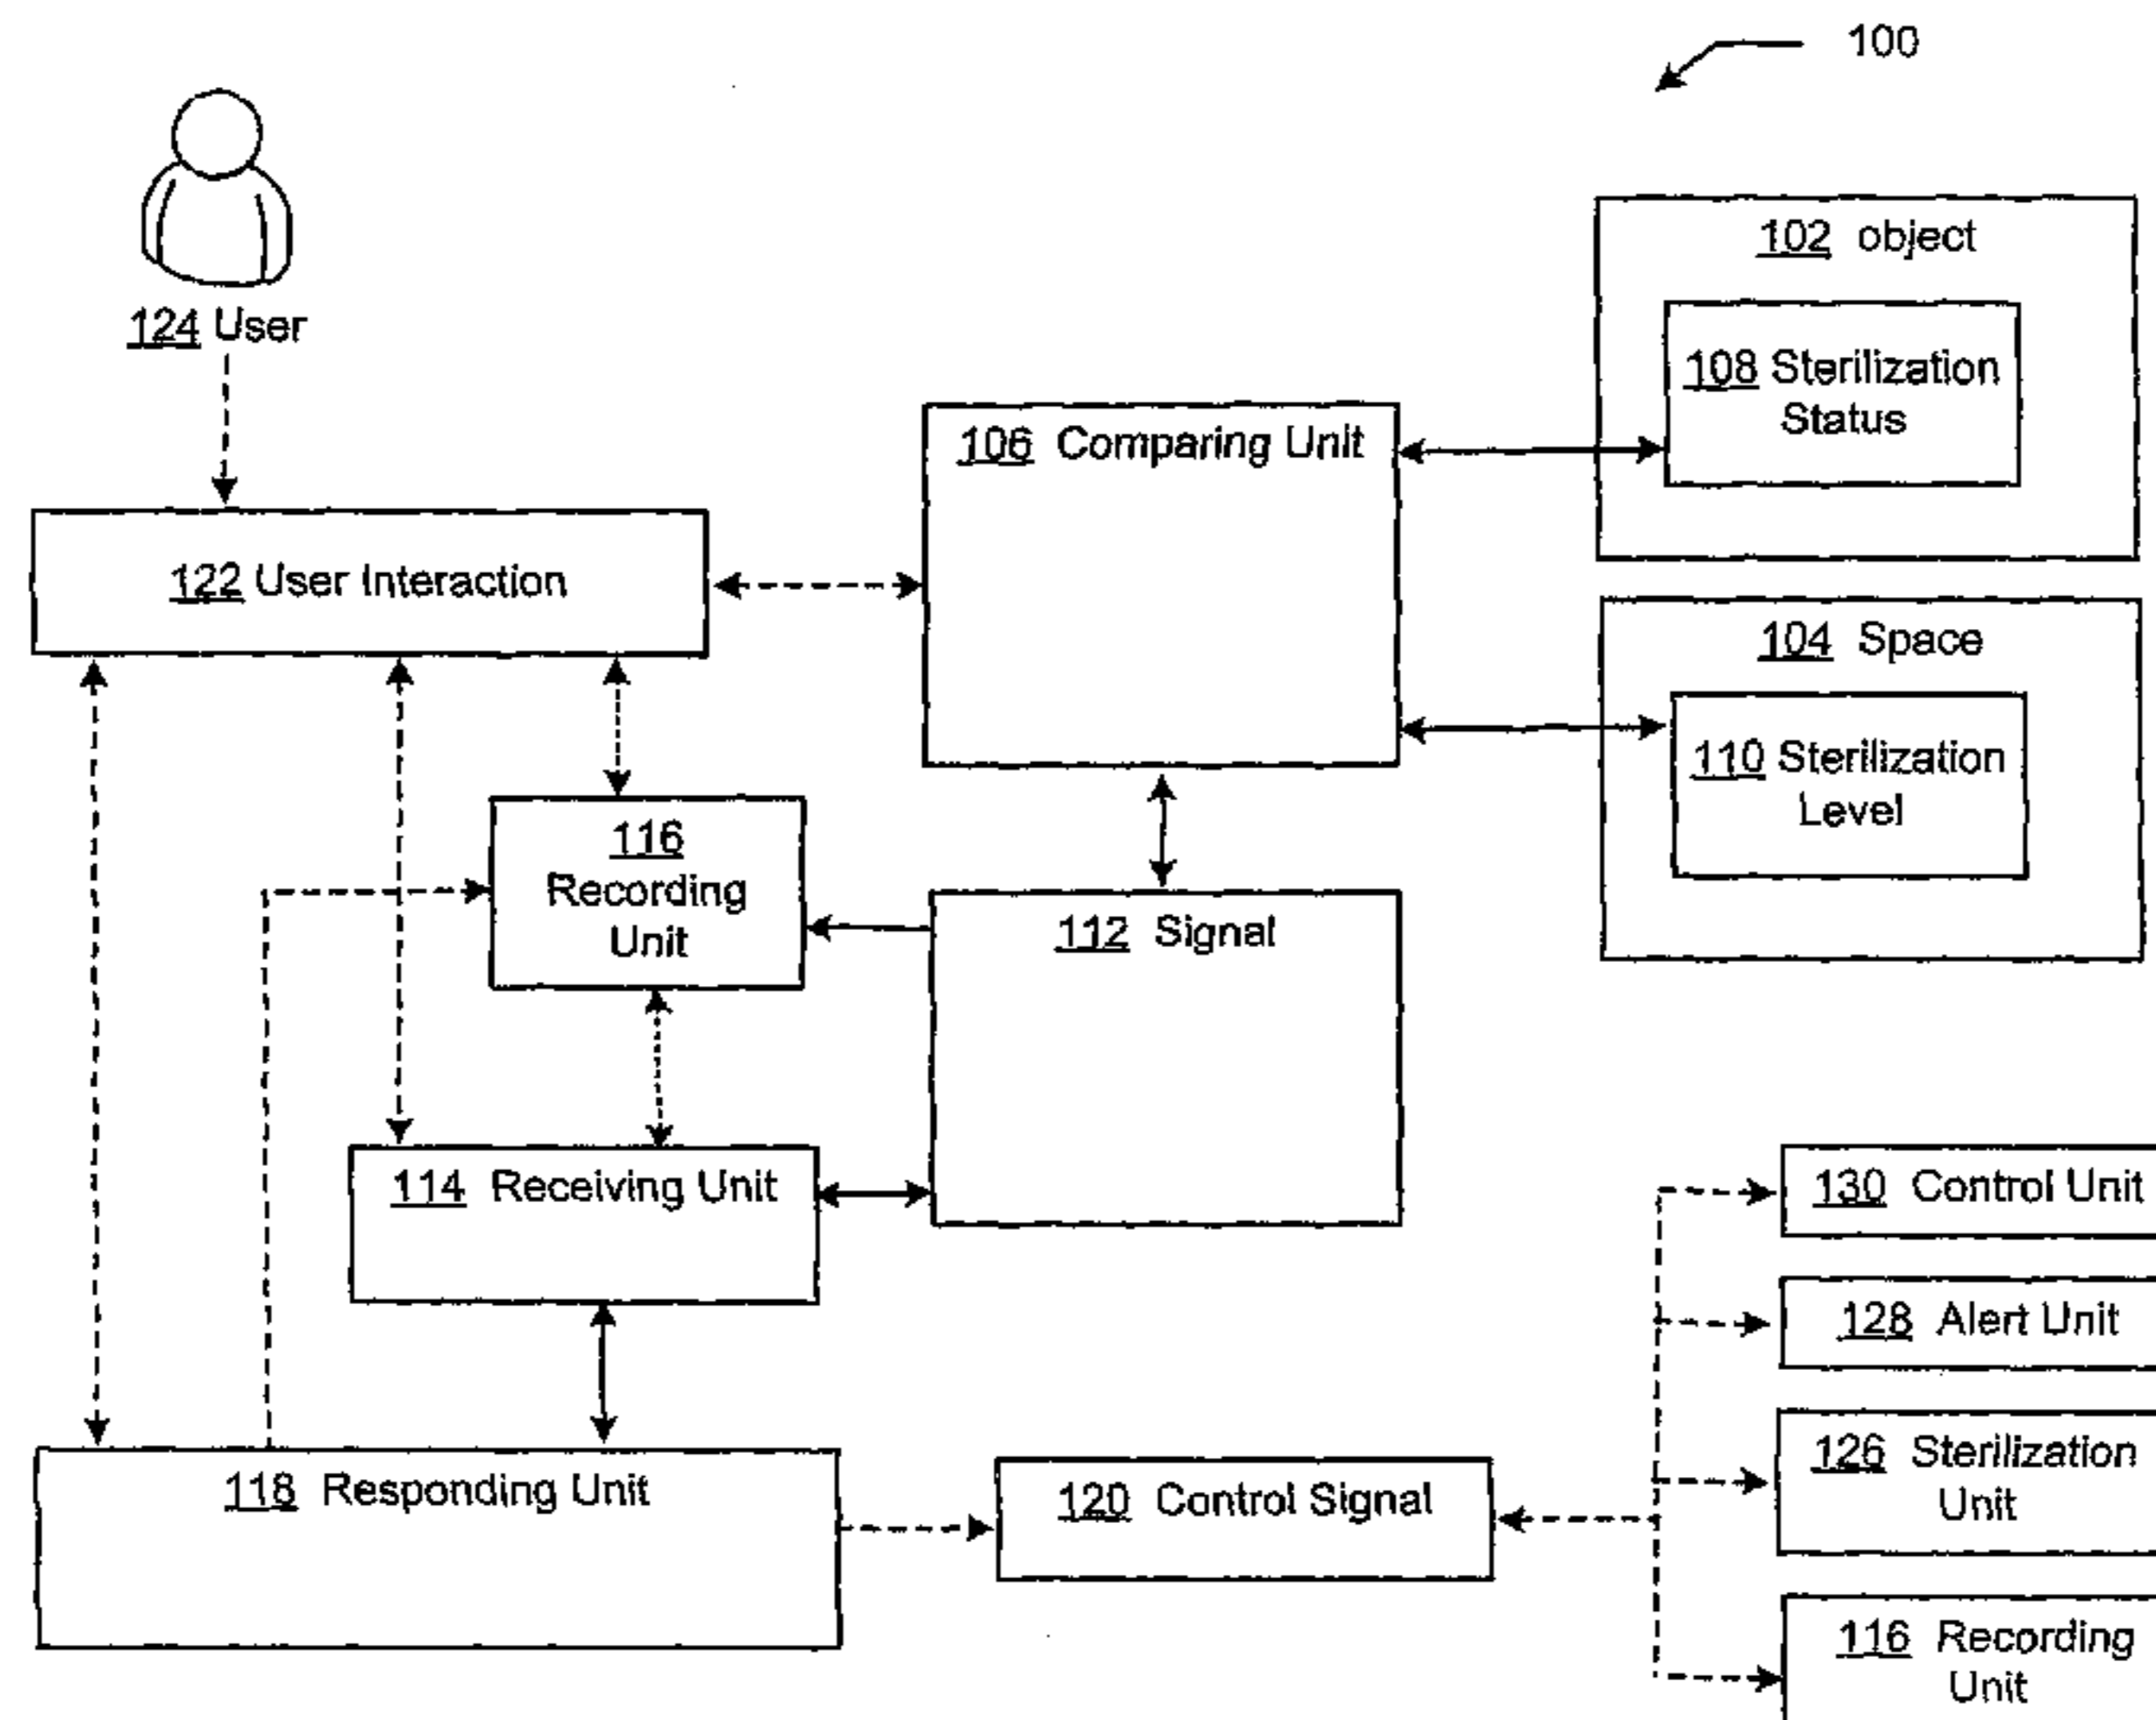 100
124 User
102 object
108 Sterilization
Status
106 Comparing Unit
122 User Interaction
104 Space
110 Sterilization
Level
116
Recording
Unit
112 Signal
114 Receiving Unit
130 Control Unit
128 Alert Unit
126 Sterilization
Unit
118 Responding Unit
120 Control Signal
116 Recording
Unit